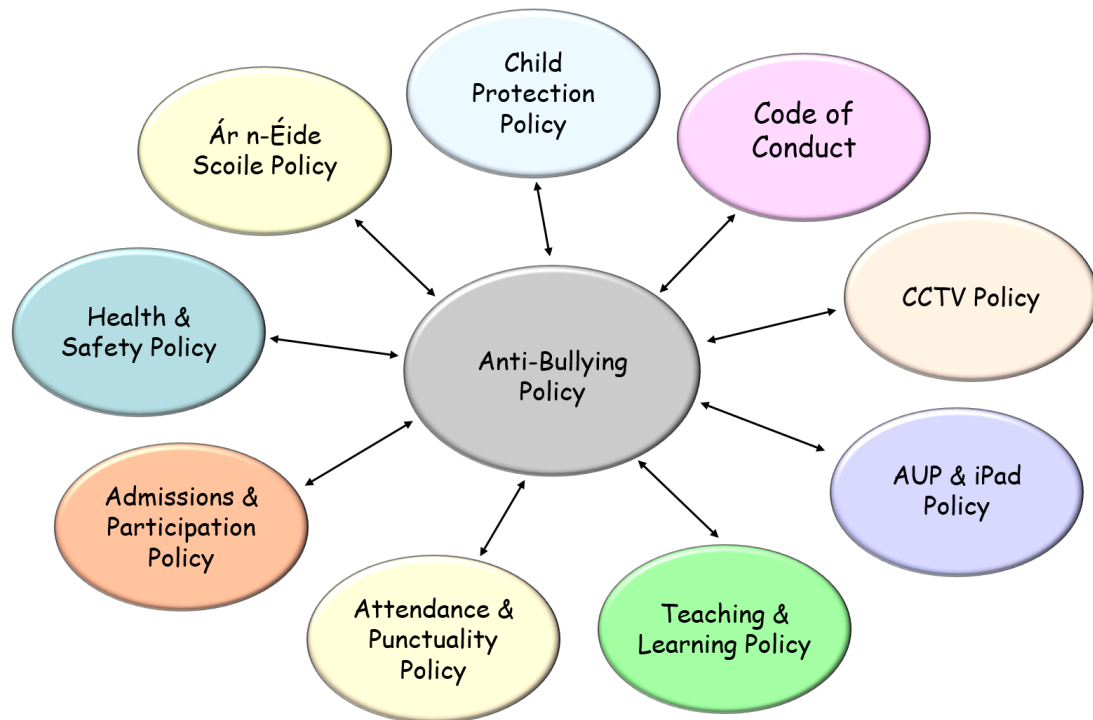 Child
Protection
Policy
Code of
Conduct
Ár n-Éide
Scoile Policy
CCTV Policy
Health &
Safety Policy
Anti-Bullying
Policy
AUP & iPad
Policy
Admissions &
Participation
Policy
Attendance &
Punctuality
Policy
Teaching &
Learning Policy